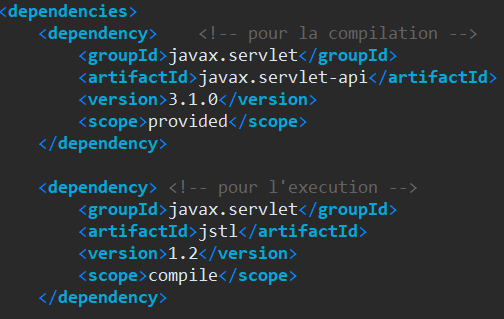 <dependencies>
<dependency> <!-- pour la compilation -->
<groupId>javax.servlet</groupId>
<artifactId>javax.servlet-api</artifactId>
<version>3.1.0</version>
<scope>provided</scope>
</dependency>
<dependency> <!-- pour l'execution -->
<groupId>javax.servlet</groupId>
<artifactId>jstl</artifactId>
<version>1.2</version>
<scope>compile</scope>
</dependency>